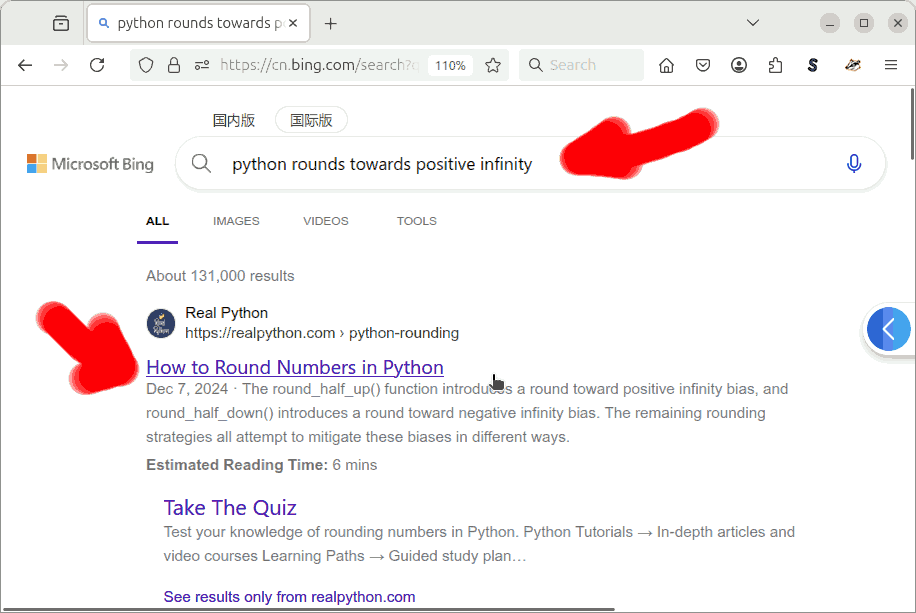 python rounds towards p
https://cn.bing.com/search?
110%
Search
国内版
国际版
Microsoft Bing
python rounds towards positive infinity
ALL
IMAGES
VIDEOS
TOOLS
About 131,000 results
Real Python
https://realpython.com › python-rounding
How to Round Numbers in Python
Dec 7, 2024 · The round_half_up() function introduces a round toward positive infinity bias, and
round_half_down() introduces a round toward negative infinity bias. The remaining rounding
strategies all attempt to mitigate these biases in different ways.
Estimated Reading Time: 6 mins
Take The Quiz
Test your knowledge of rounding numbers in Python. Python Tutorials → In-depth articles and
video courses Learning Paths → Guided study plan…
See results only from realpython.com